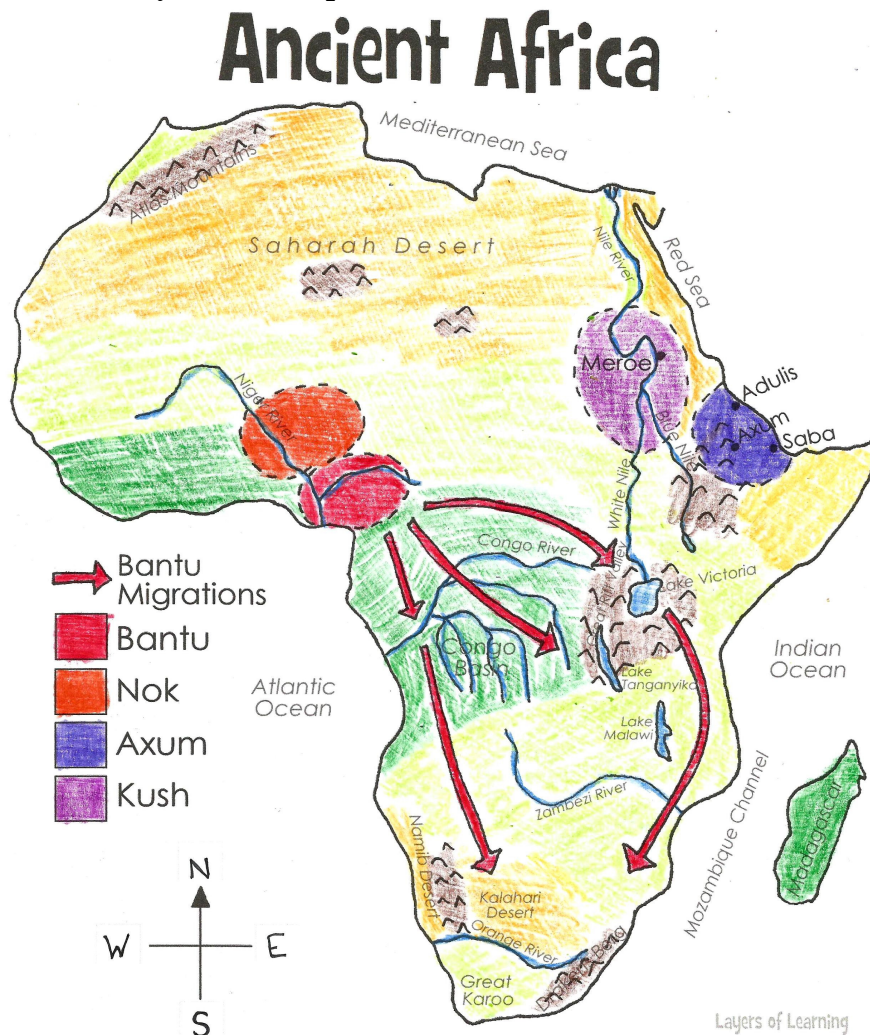 Ancient Africa
Mediterranean Sea
Atlas Mountains
Saharah Desert
Nile River
Red Sea
Meroe
Adulis
Axum
Saba
Niger River
Blue Nile
White Nile
Congo River
Lake Victoria
Bantu
Migrations
Bantu
Nok
Axum
Kush
Congo
Basin
Lake
Tanganyika
Indian
Ocean
Atlantic
Ocean
Lake
Malawi
Zambezi River
Mozambique Channel
Madagascar
Namib Desert
Kalahari
Desert
Orange River
Great
Karoo
N
W
E
S
Layers of Learning